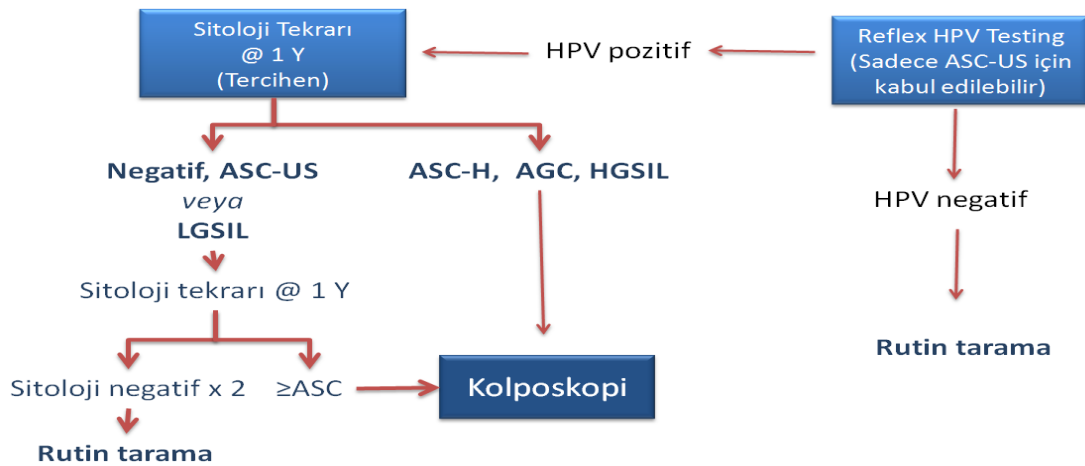 Sitoloji Tekrarı
@ 1 Y
(Tercihen)
HPV pozitif
Reflex HPV Testing
(Sadece ASC-US için
kabul edilebilir)
Negatif, ASC-US
veya
LGSIL
ASC-H, AGC, HGSIL
HPV negatif
Sitoloji tekrarı @ 1 Y
Rutin tarama
Sitoloji negatif x 2
≥ASC
Kolposkopi
Rutin tarama